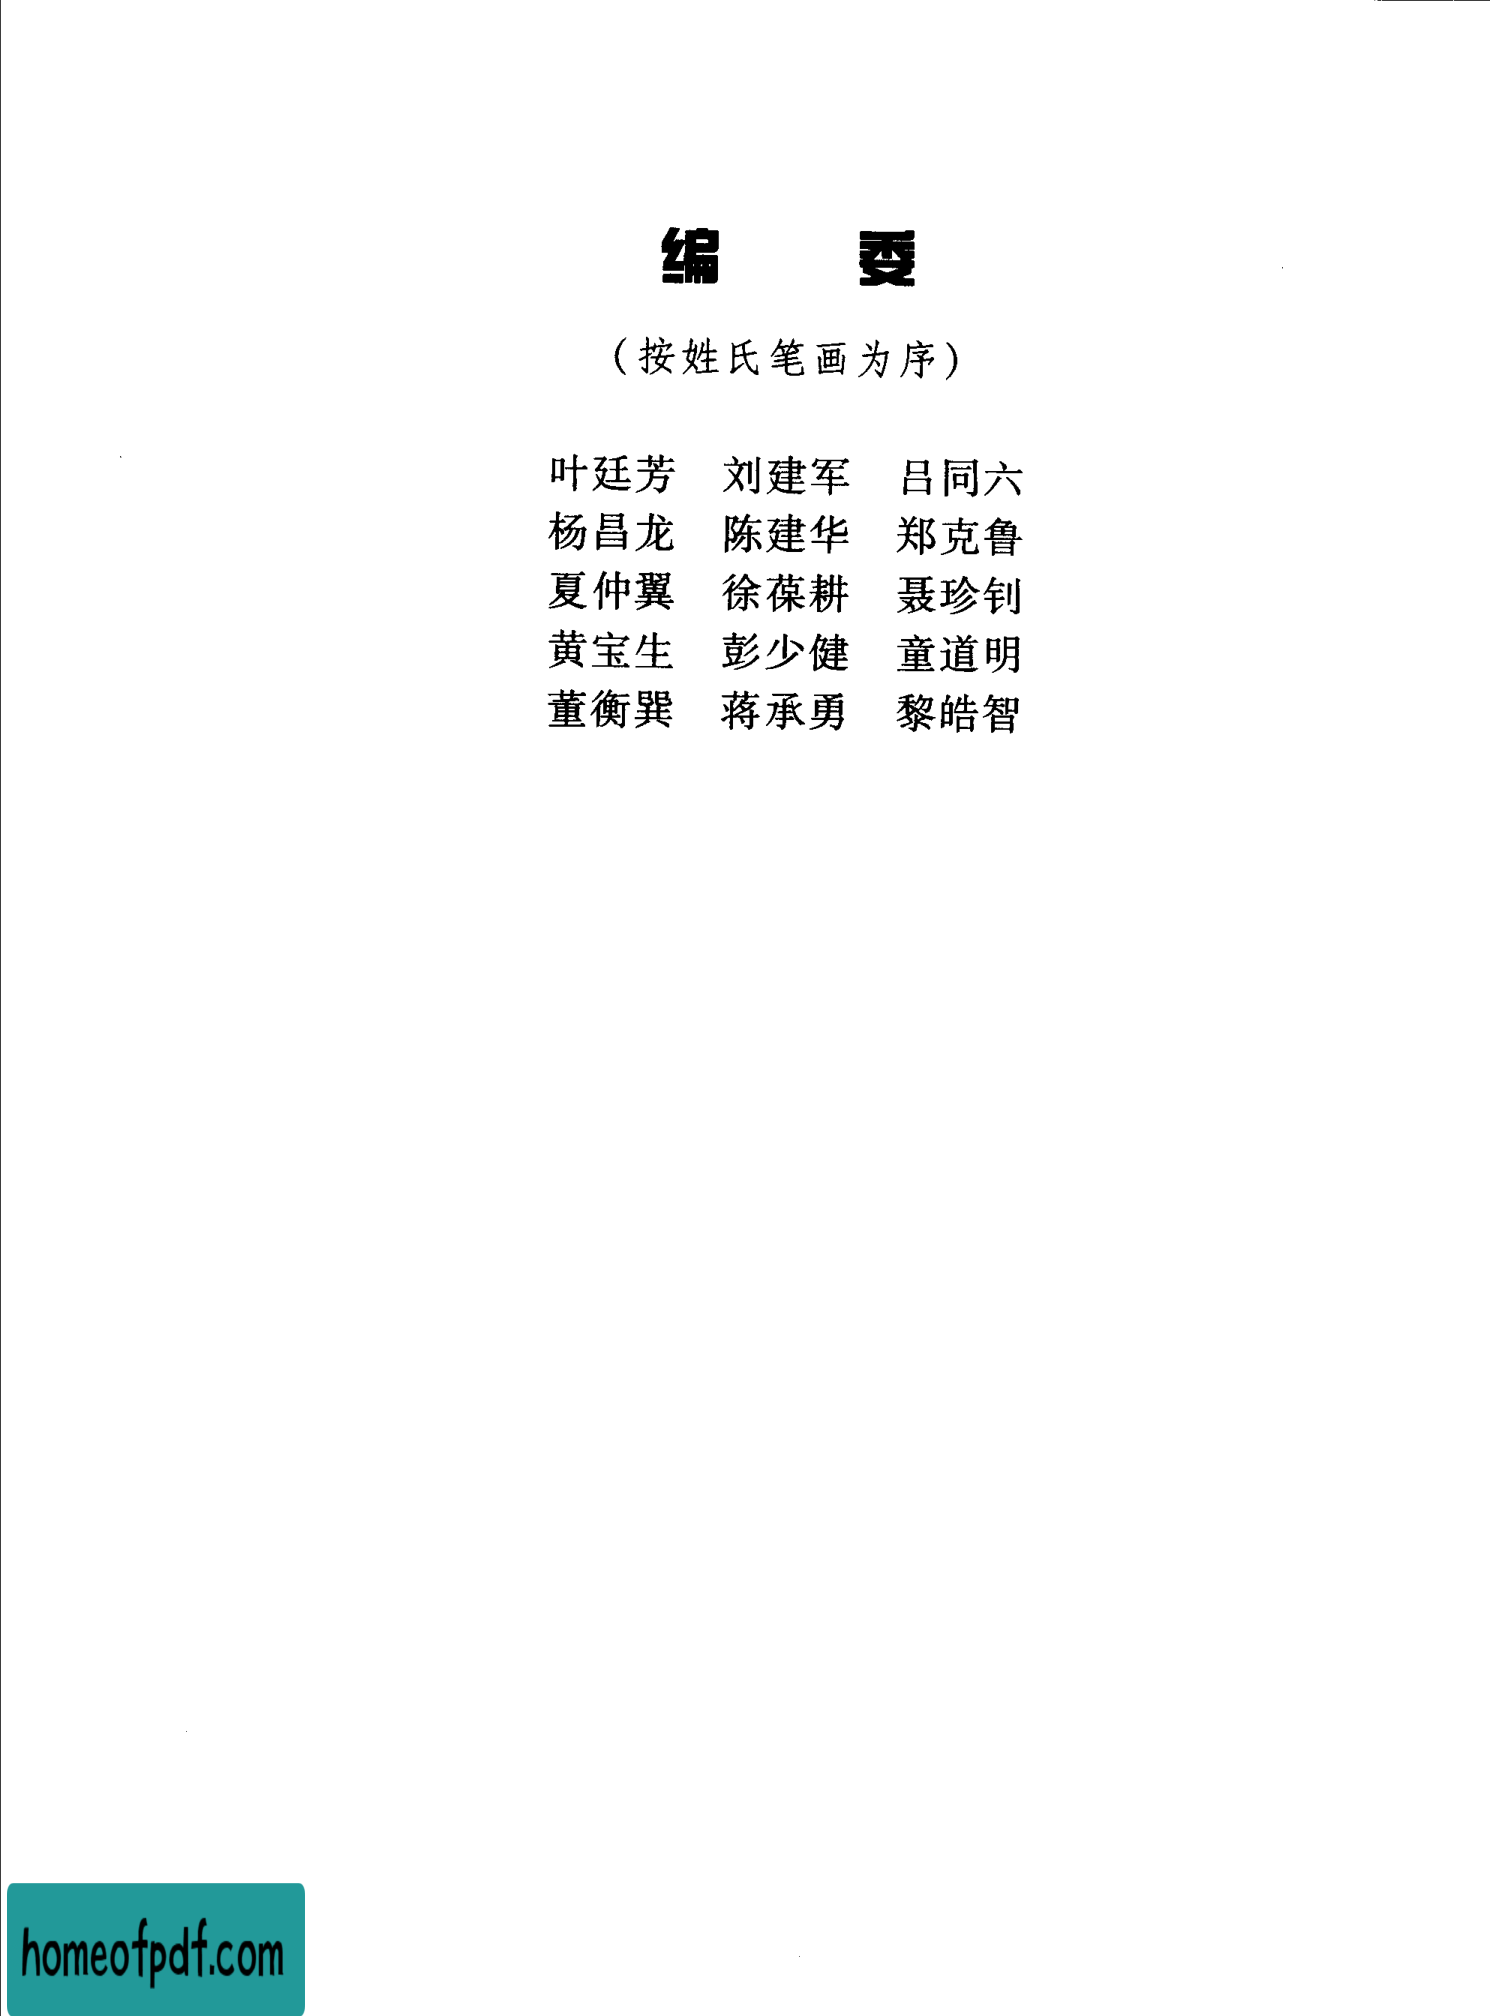 编 委
(按姓氏笔画为序)
叶廷芳 刘建军 吕同六
杨昌龙 陈建华 郑克鲁
夏仲翼 徐葆耕 聂珍钊
黄宝生 彭少健 童道明
董衡巽 蒋承勇 黎皓智
homeofpdf.com